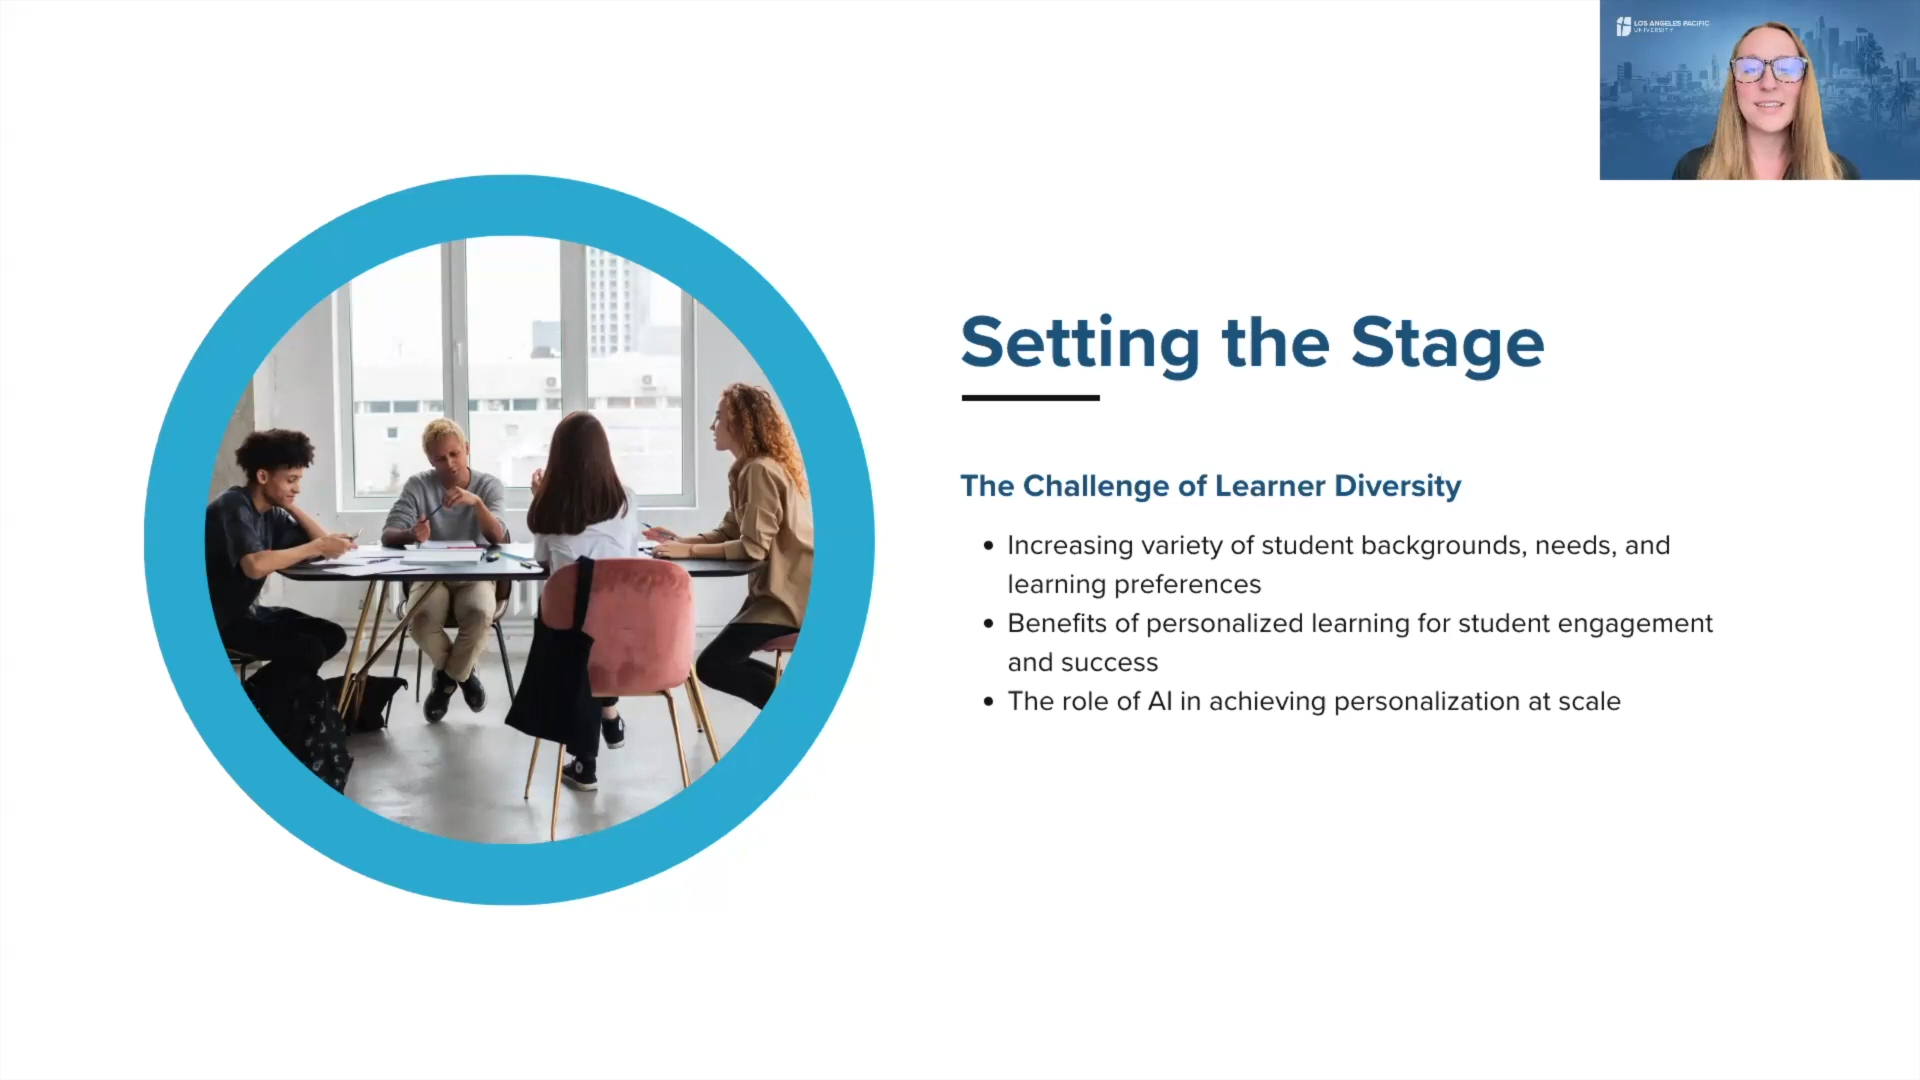 LOS ANGELES PACIFIC
UNIVERSITY
Setting the Stage
The Challenge of Learner Diversity
• Increasing variety of student backgrounds, needs, and
learning preferences
• Benefits of personalized learning for student engagement
and success
• The role of AI in achieving personalization at scale